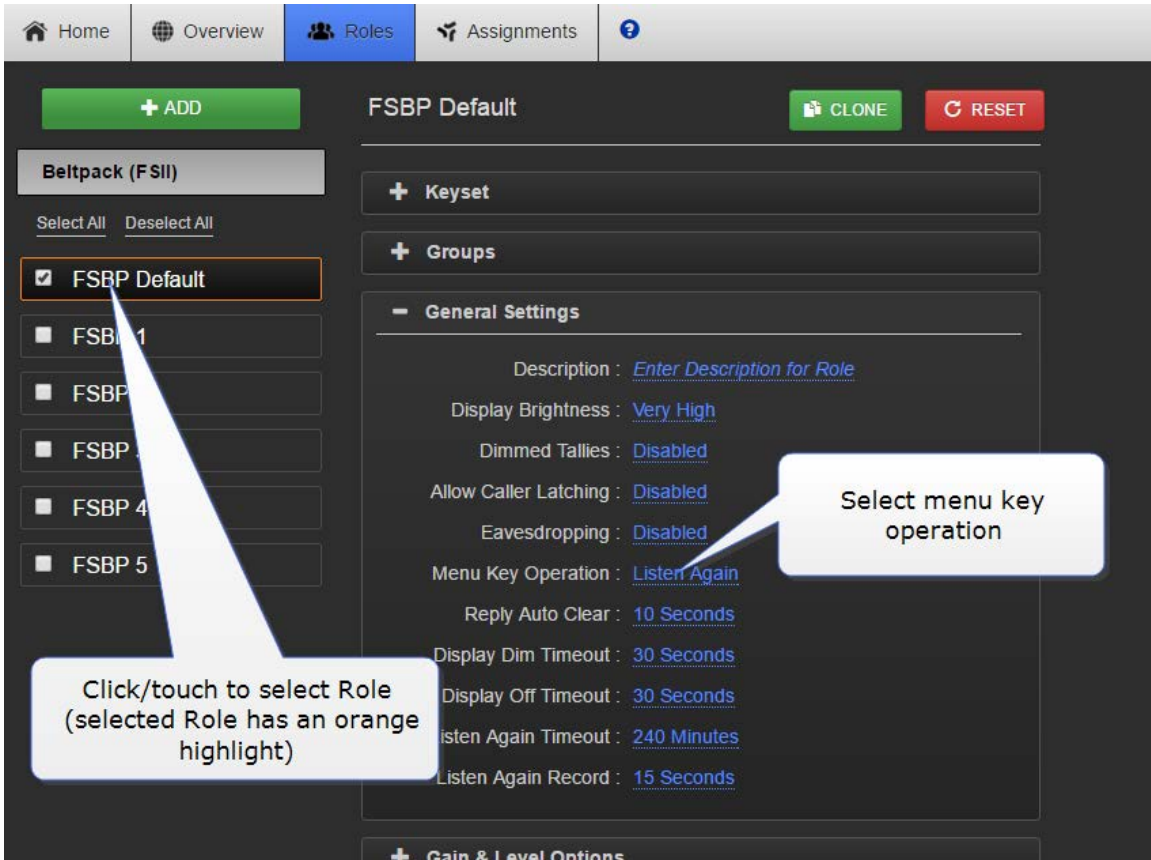 Home Overview Roles Assignments ?
+ ADD
FSBP Default
CLONE
RESET
Beltpack (FSII)
Select All Deselect All
FSBP Default
FSBP 1
FSBP
FSBP
FSBP 4
FSBP 5
+ Keyset
+ Groups
− General Settings
Description : Enter Description for Role
Display Brightness : Very High
Dimmed Tallies : Disabled
Allow Caller Latching : Disabled
Eavesdropping : Disabled
Menu Key Operation : Listen Again
Reply Auto Clear : 10 Seconds
Display Dim Timeout : 30 Seconds
Display Off Timeout : 30 Seconds
Listen Again Timeout : 240 Minutes
Listen Again Record : 15 Seconds
+ Gain & Level Options
Select menu key
operation
Click/touch to select Role
(selected Role has an orange
highlight)